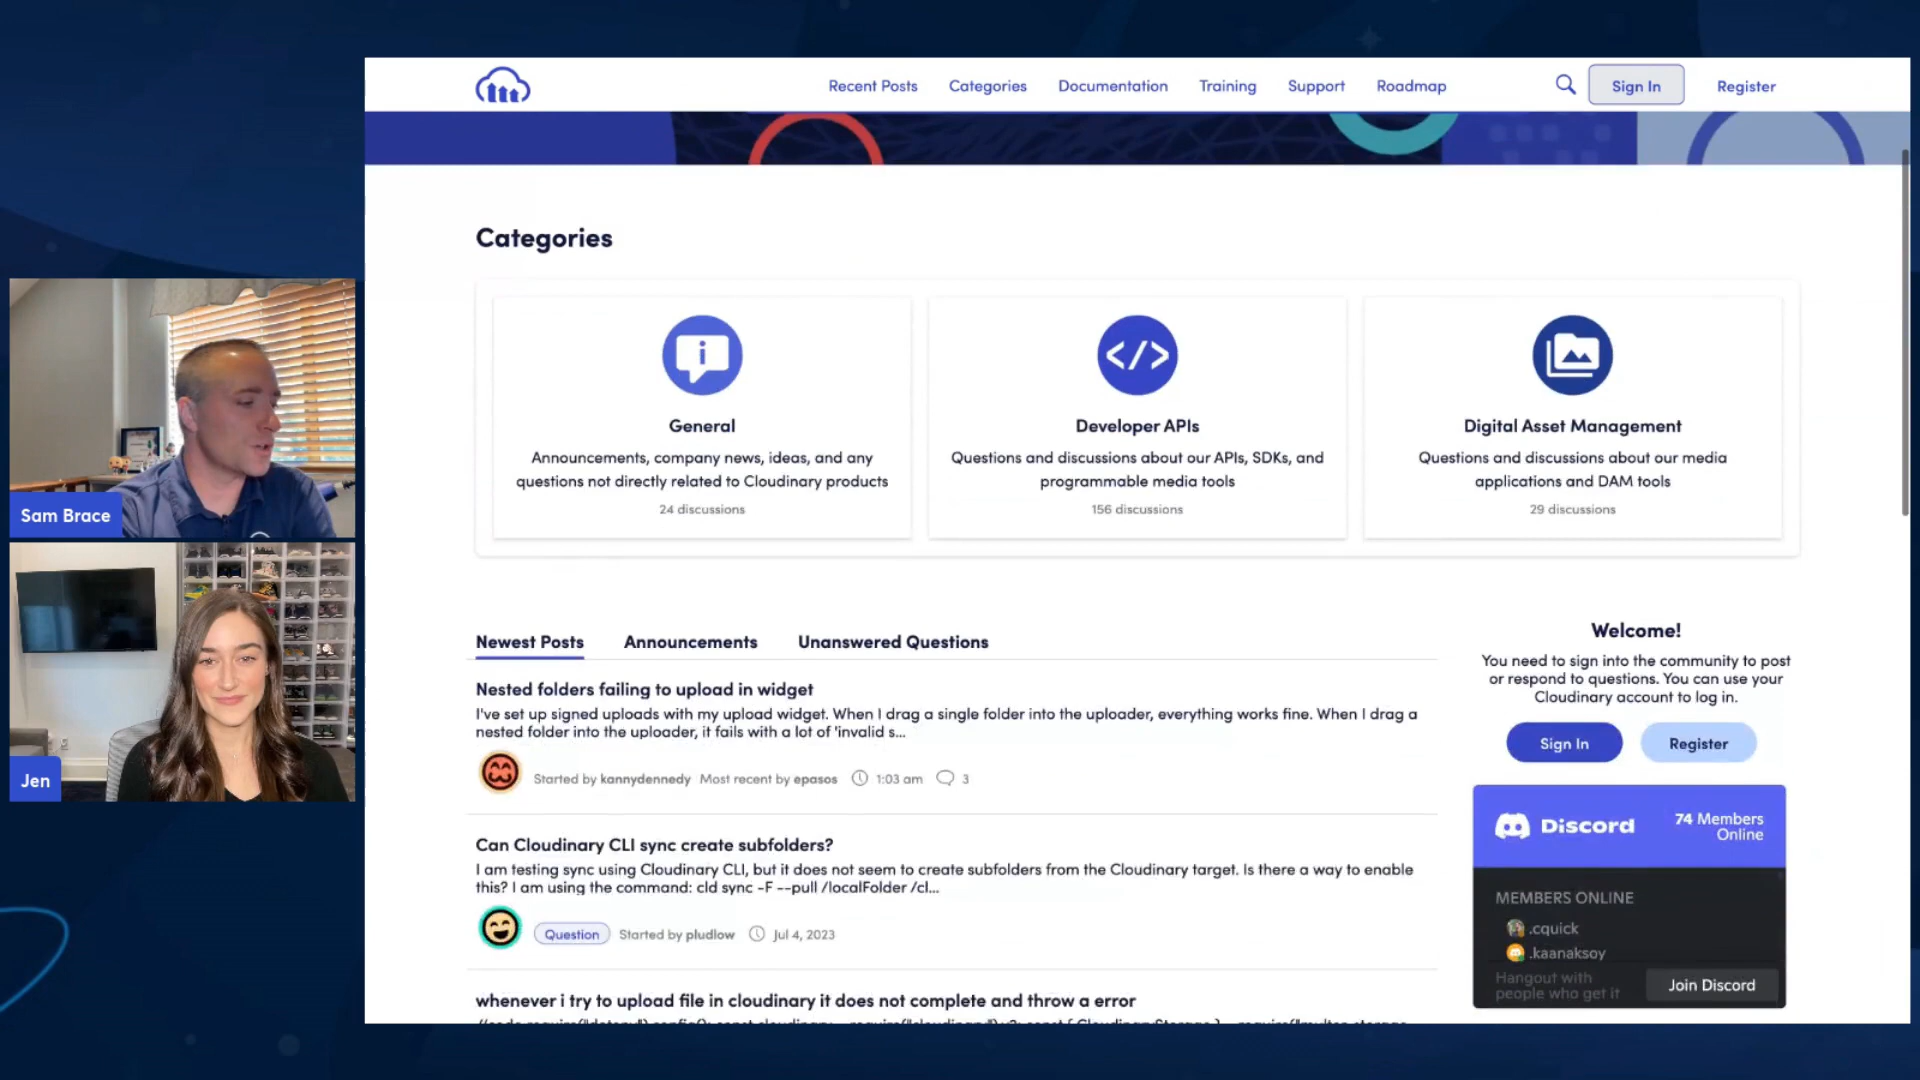 Recent Posts
Categories
Documentation
Training
Support
Roadmap
Sign In
Register
Categories
General
Announcements, company news, ideas, and any
questions not directly related to Cloudinary products
24 discussions
Developer APIs
Questions and discussions about our APIs, SDKs, and
programmable media tools
156 discussions
Digital Asset Management
Questions and discussions about our media
applications and DAM tools
29 discussions
Sam Brace
Jen
Newest Posts
Announcements
Unanswered Questions
Nested folders failing to upload in widget
I've set up signed uploads with my upload widget. When I drag a single folder into the uploader, everything works fine. When I drag a
nested folder into the uploader, it fails with a lot of 'invalid s...
Started by kannydennedy Most recent by epasos 1:03 am 3
Can Cloudinary CLI sync create subfolders?
I am testing sync using Cloudinary CLI, but it does not seem to create subfolders from the Cloudinary target. Is there a way to enable
this? I am using the command: cld sync -F --pull /localFolder /cl...
Question Started by pludlow Jul 4, 2023
whenever i try to upload file in cloudinary it does not complete and throw a error
Welcome!
You need to sign into the community to post
or respond to questions. You can use your
Cloudinary account to log in.
Sign In
Register
Discord
74 Members
Online
MEMBERS ONLINE
.cquick
.kaanaksoy
Hangout with
people who get it
Join Discord